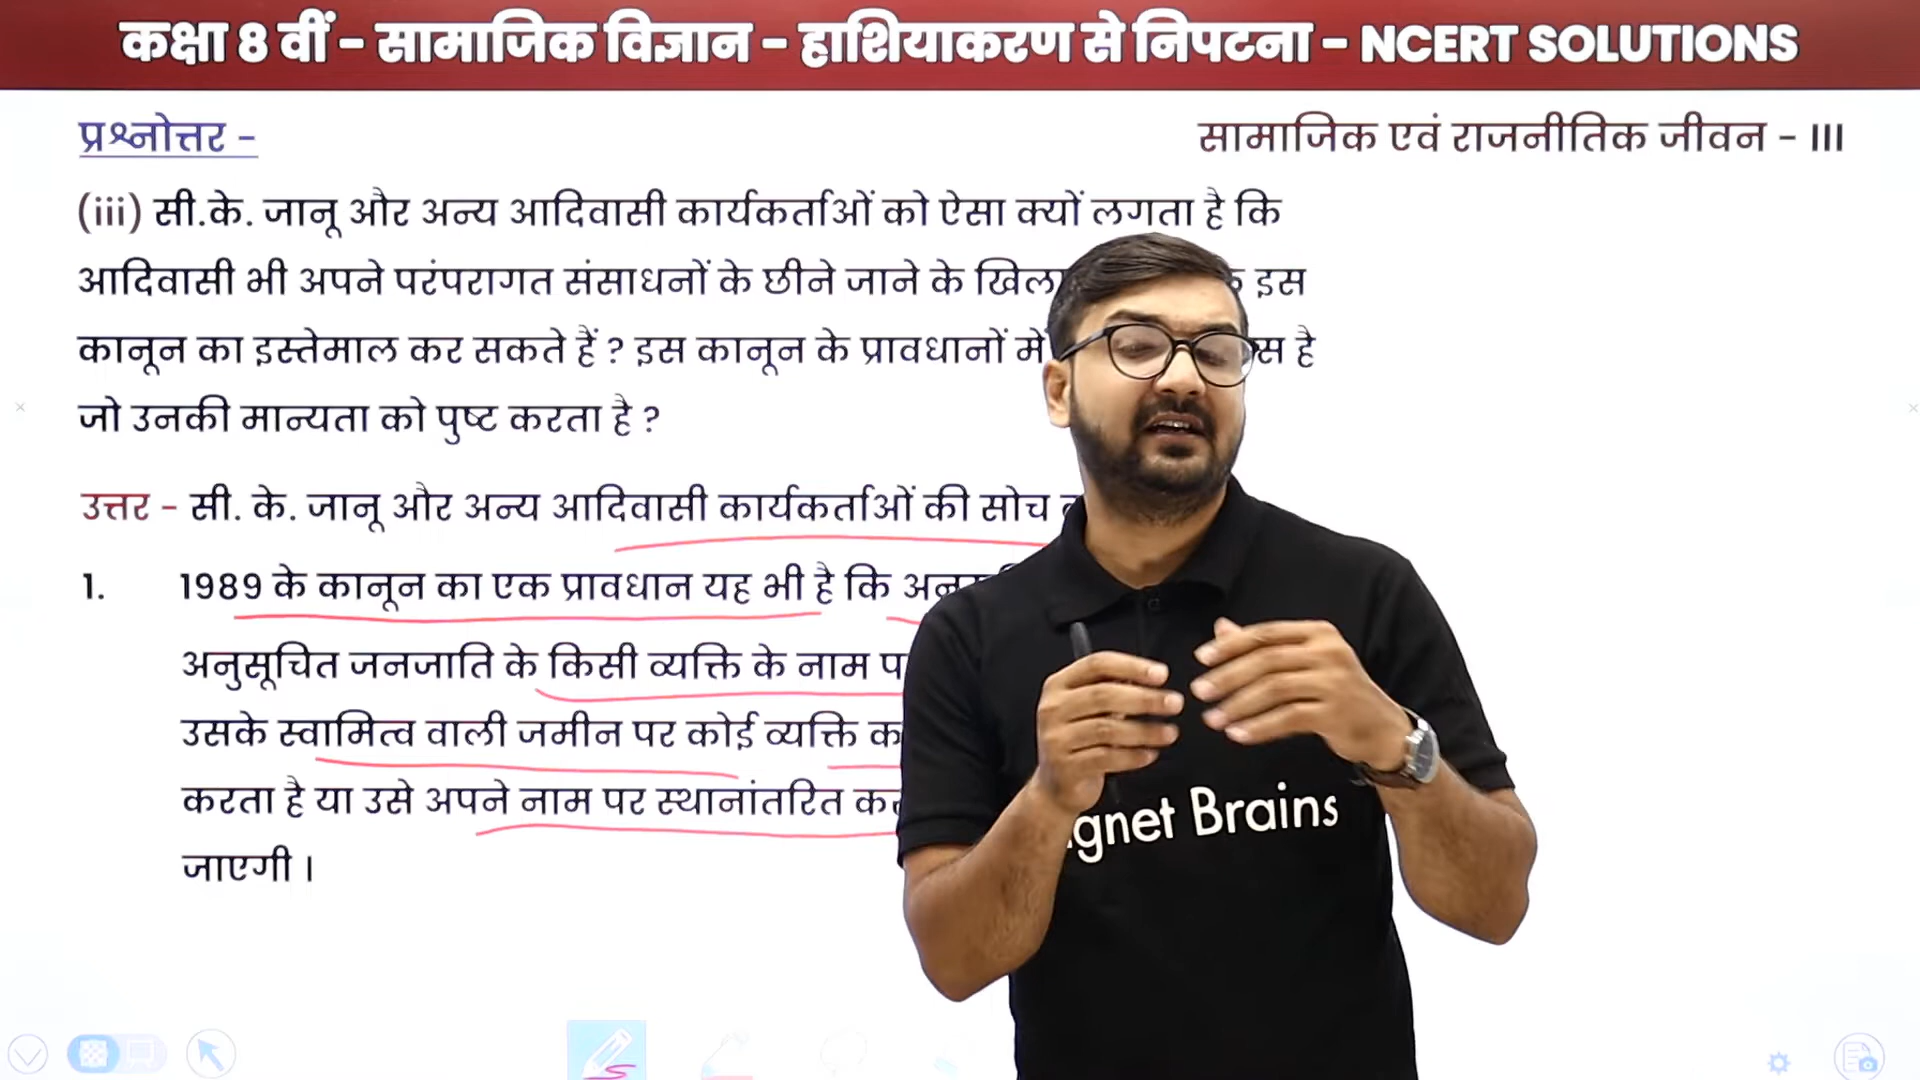 कक्षा 8 वीं - सामाजिक विज्ञान - हाशियाकरण से निपटना - NCERT SOLUTIONS
प्रश्नोत्तर -
सामाजिक एवं राजनीतिक जीवन - III
(iii) सी.के. जानू और अन्य आदिवासी कार्यकर्ताओं को ऐसा क्यों लगता है कि
आदिवासी भी अपने परंपरागत संसाधनों के छीने जाने के इस
कानून का इस्तेमाल कर सकते हैं ? इस कानून के प्रावधानों में है
जो उनकी मान्यता को पुष्ट करता है ?
उत्तर - सी. के. जानू और अन्य आदिवासी कार्यकर्ताओं की सोच
1. 1989 के कानून का एक प्रावधान यह भी है कि
अनुसूचित जनजाति के किसी व्यक्ति के नाम
उसके स्वामित्व वाली जमीन पर कोई व्यक्ति
करता है या उसे अपने नाम पर स्थानांतरित
जाएगी ।
Brains